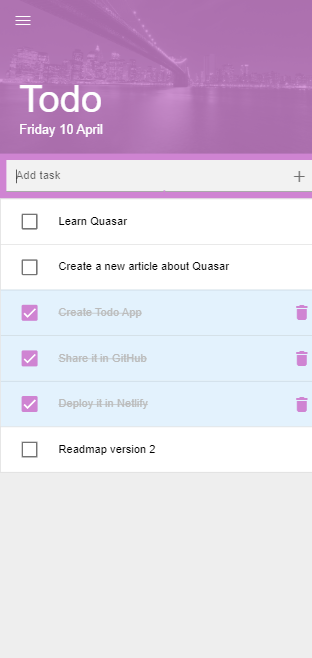 Todo
Friday 10 April
Add task
Learn Quasar
Create a new article about Quasar
Create Todo App
Share it in GitHub
Deploy it in Netlify
Readmap version 2